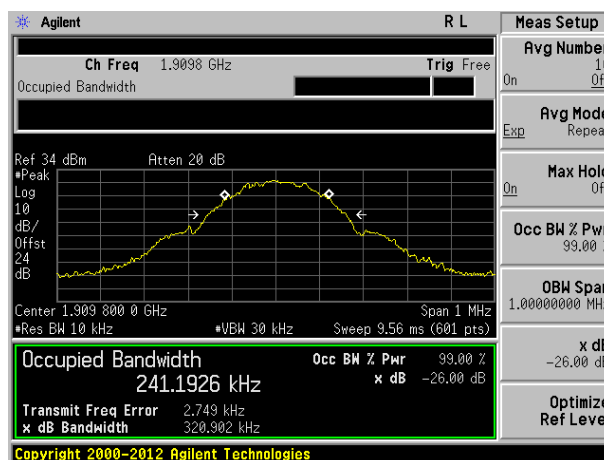 Agilent
R L
Meas Setup
Ch Freq 1.9098 GHz
Trig Free
Occupied Bandwidth
Avg Number
On
Avg Mode
Exp
Ref 34 dBm Atten 20 dB
#Peak
Log
10
dB/
Offst
24
dB
Max Hold
On
Occ BW % Pwr
99.00
OBW Span
1.00000000
Center 1.909 800 0 GHz Span 1 MHz
#Res BW 10 kHz #VBW 30 kHz Sweep 9.56 ms (601 pts)
x dB
-26.00 dB
Occupied Bandwidth
241.1926 kHz
Occ BW % Pwr 99.00 %
x dB -26.00 dB
Transmit Freq Error 2.749 kHz
x dB Bandwidth 320.902 kHz
Optimize
Ref Level
Copyright 2000-2012 Agilent Technologies